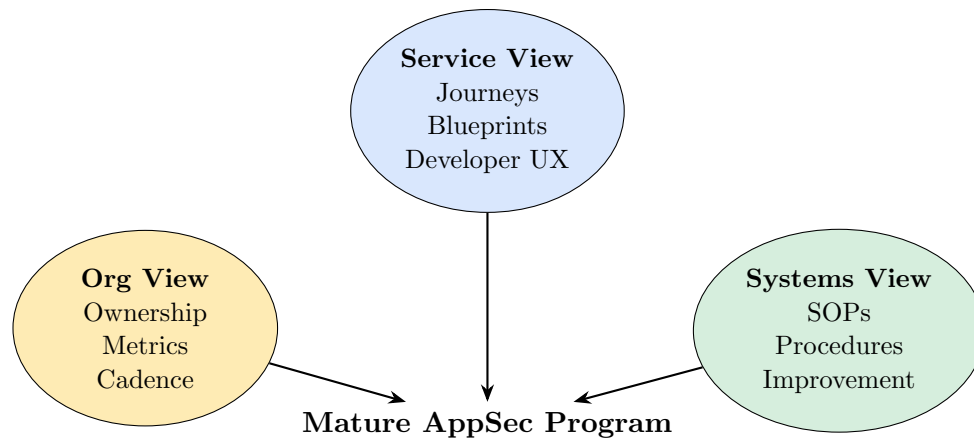 Service View
Journeys
Blueprints
Developer UX
Org View
Ownership
Metrics
Cadence
Systems View
SOPs
Procedures
Improvement
Mature AppSec Program